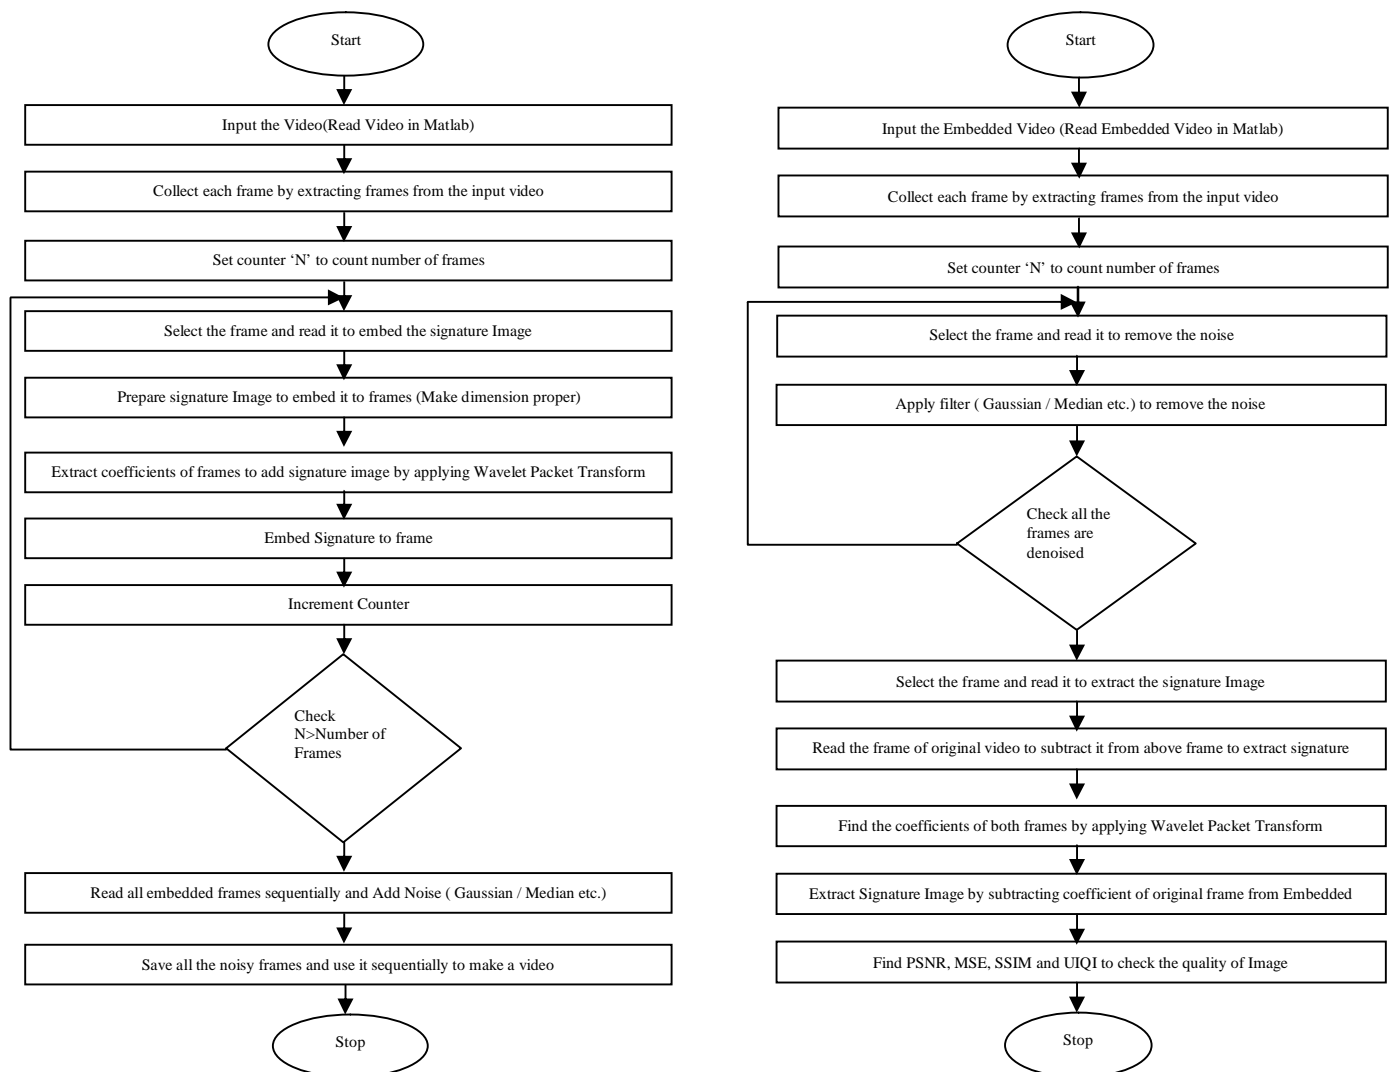 Start
Input the Video(Read Video in Matlab)
Collect each frame by extracting frames from the input video
Set counter ‘N’ to count number of frames
Select the frame and read it to embed the signature Image
Prepare signature Image to embed it to frames (Make dimension proper)
Extract coefficients of frames to add signature image by applying Wavelet Packet Transform
Embed Signature to frame
Increment Counter
Check
N>Number of
Frames
Read all embedded frames sequentially and Add Noise ( Gaussian / Median etc.)
Save all the noisy frames and use it sequentially to make a video
Stop
Start
Input the Embedded Video (Read Embedded Video in Matlab)
Collect each frame by extracting frames from the input video
Set counter ‘N’ to count number of frames
Select the frame and read it to remove the noise
Apply filter ( Gaussian / Median etc.) to remove the noise
Check all the
frames are
denoised
Select the frame and read it to extract the signature Image
Read the frame of original video to subtract it from above frame to extract signature
Find the coefficients of both frames by applying Wavelet Packet Transform
Extract Signature Image by subtracting coefficient of original frame from Embedded
Find PSNR, MSE, SSIM and UIQI to check the quality of Image
Stop